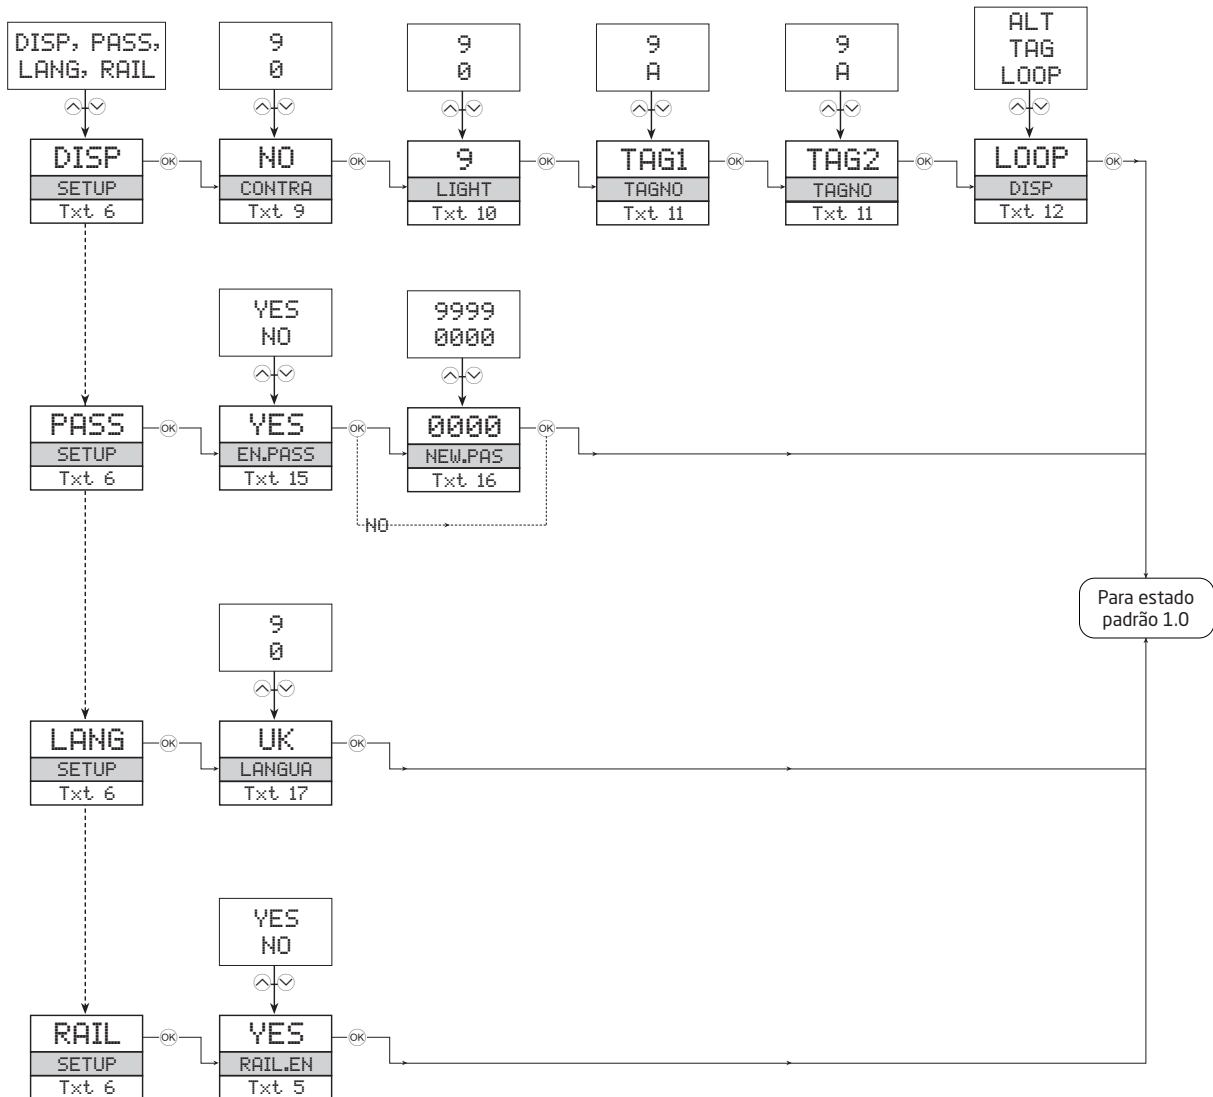 DISP, PASS,
LANG, RAIL
9
0
9
0
9
A
9
A
ALT
TAG
LOOP
DISP
SETUP
Txt 6
OK
NO
CONTRA
Txt 9
OK
9
LIGHT
Txt 10
OK
TAG1
TAGNO
Txt 11
OK
TAG2
TAGNO
Txt 11
OK
LOOP
DISP
Txt 12
OK
YES
NO
9999
0000
PASS
SETUP
Txt 6
OK
YES
EN.PASS
Txt 15
OK
0000
NEW.PAS
Txt 16
OK
NO
Para estado
padrão 1.0
9
0
LANG
SETUP
Txt 6
OK
UK
LANGUA
Txt 17
OK
YES
NO
RAIL
SETUP
Txt 6
OK
YES
RAIL.EN
Txt 5
OK